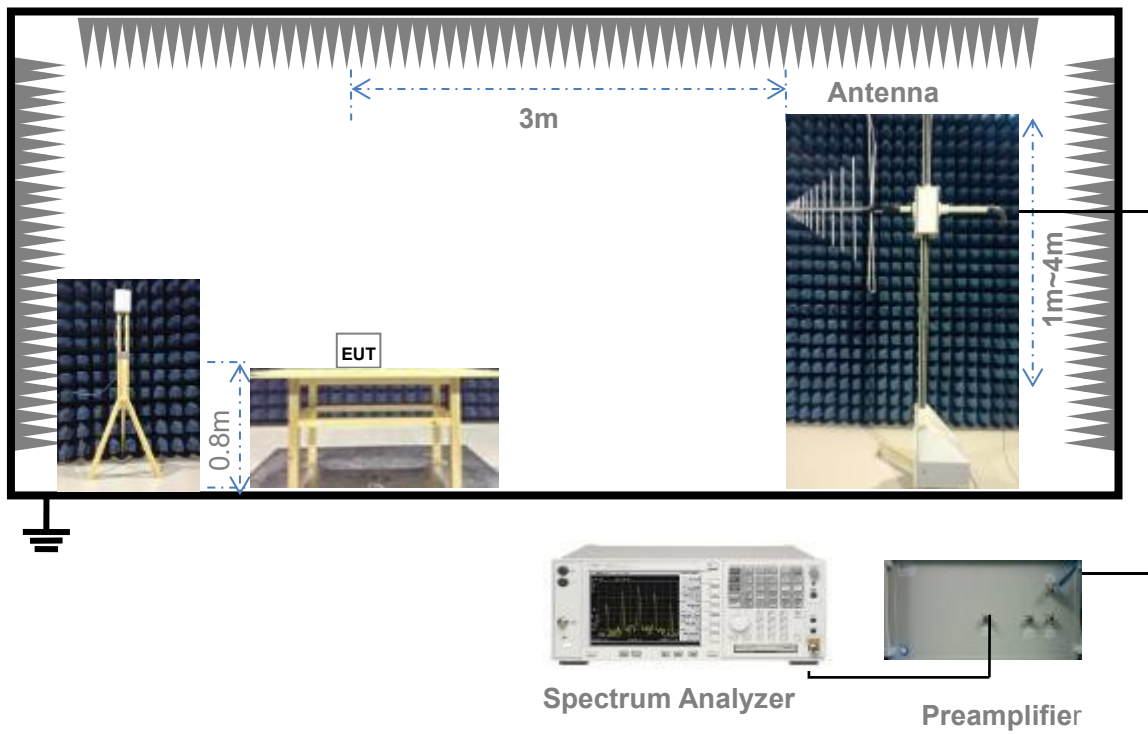 Antenna
3m
1m~4m
EUT
0.8m
Spectrum Analyzer
Preamplifier